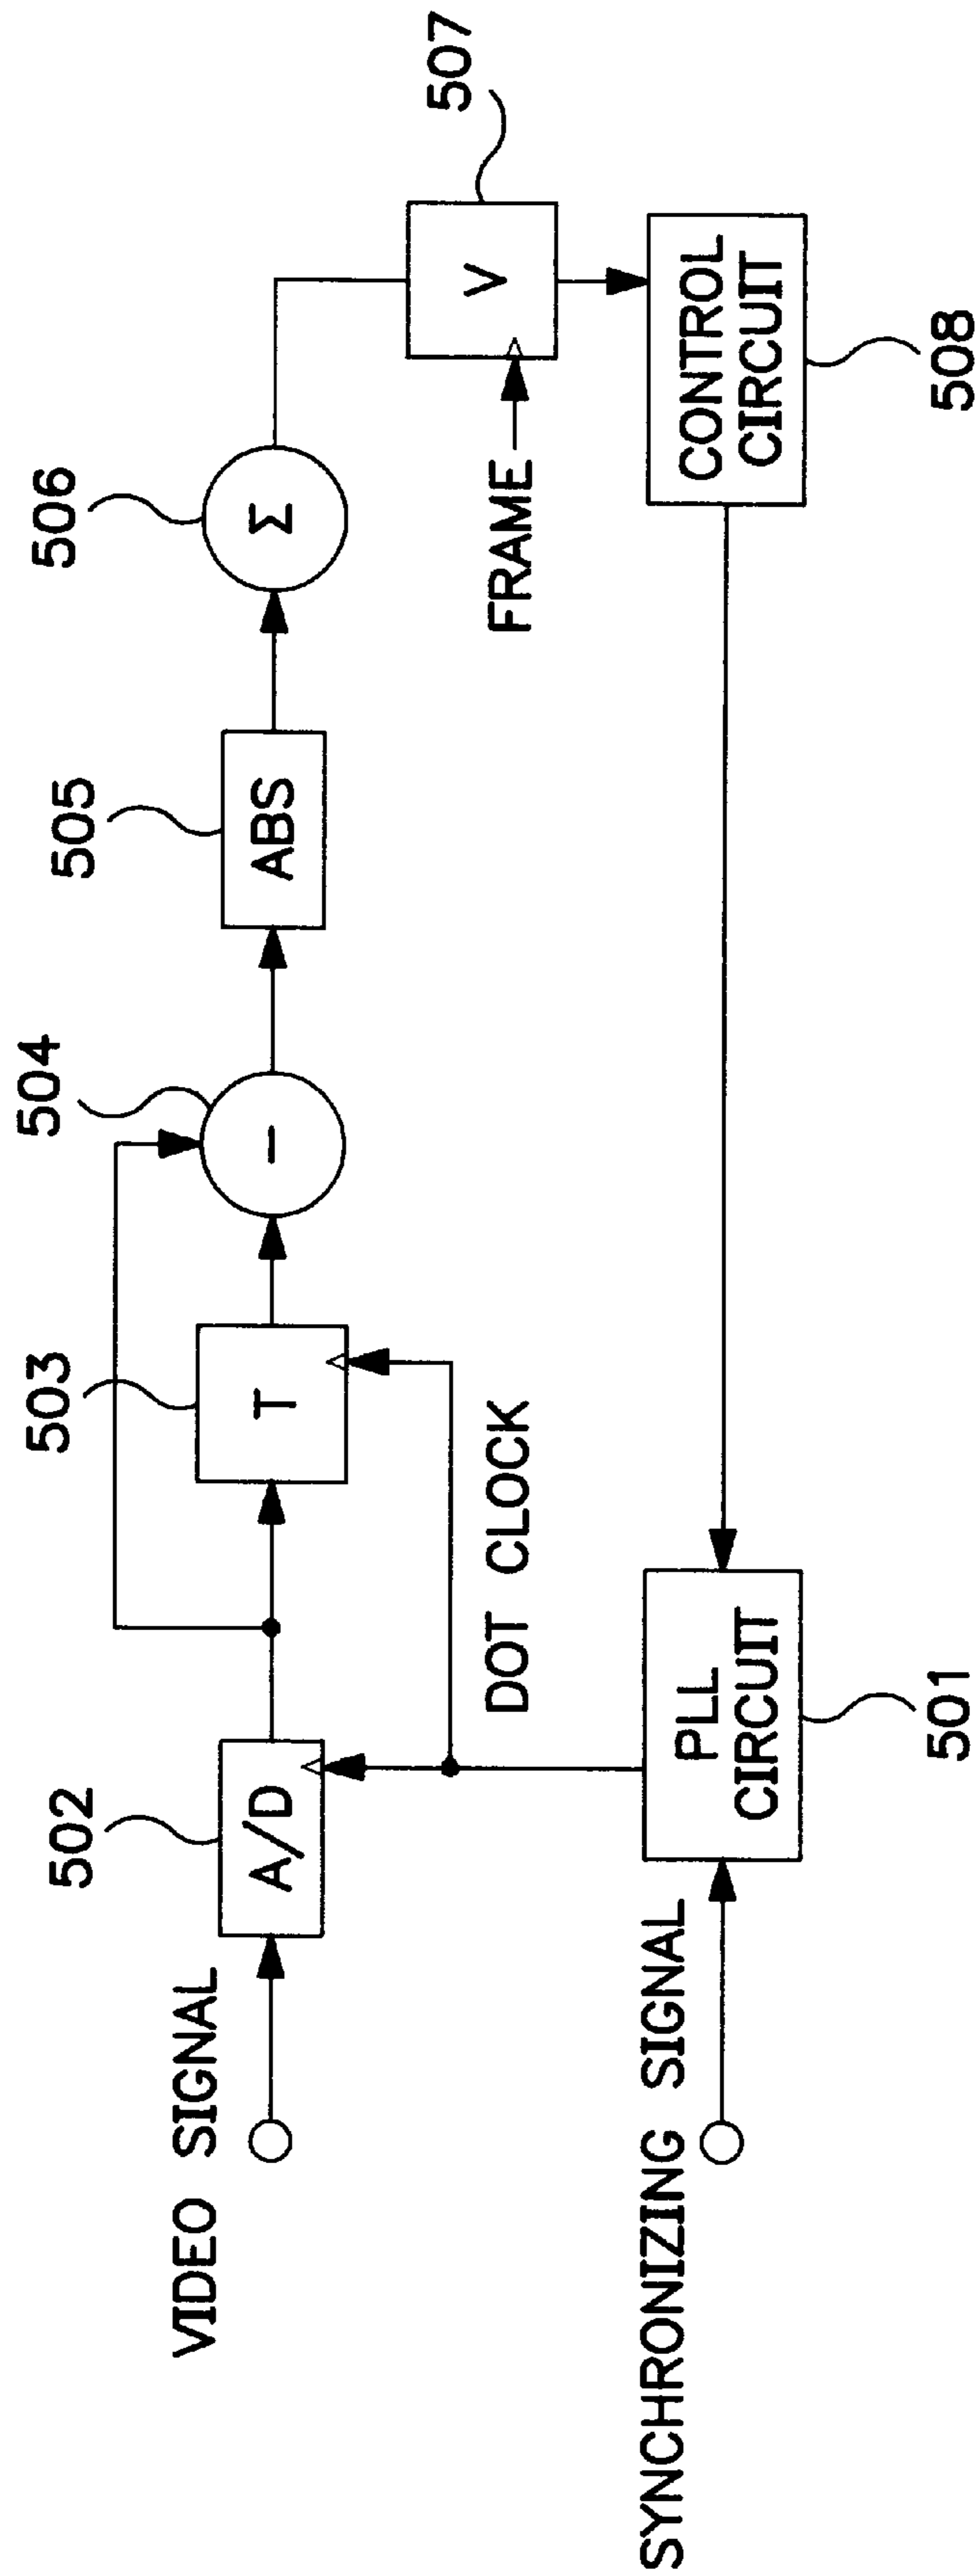 VIDEO SIGNAL
502
A/D
503
T
504
−
505
ABS
506
Σ
507
V
FRAME
DOT CLOCK
SYNCHRONIZING SIGNAL
PLL
CIRCUIT
501
CONTROL
CIRCUIT
508